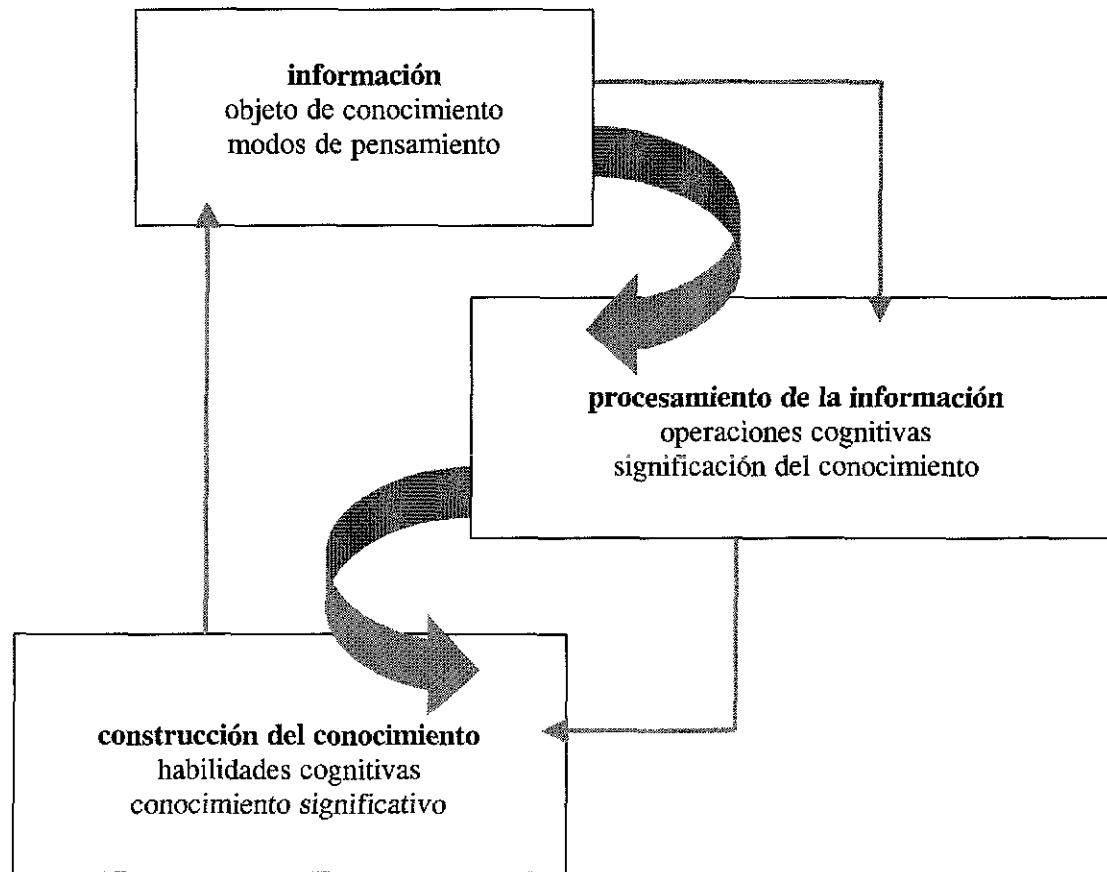 información
objeto de conocimiento
modos de pensamiento
procesamiento de la información
operaciones cognitivas
significación del conocimiento
construcción del conocimiento
habilidades cognitivas
conocimiento significativo